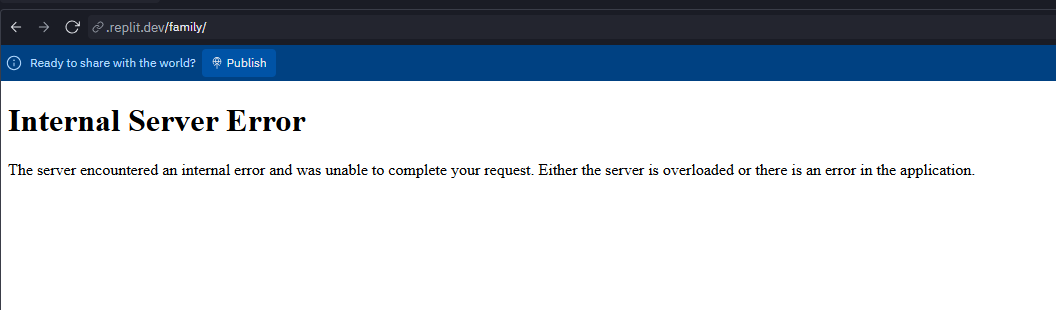 .replit.dev/family/
Ready to share with the world? Publish
Internal Server Error
The server encountered an internal error and was unable to complete your request. Either the server is overloaded or there is an error in the application.